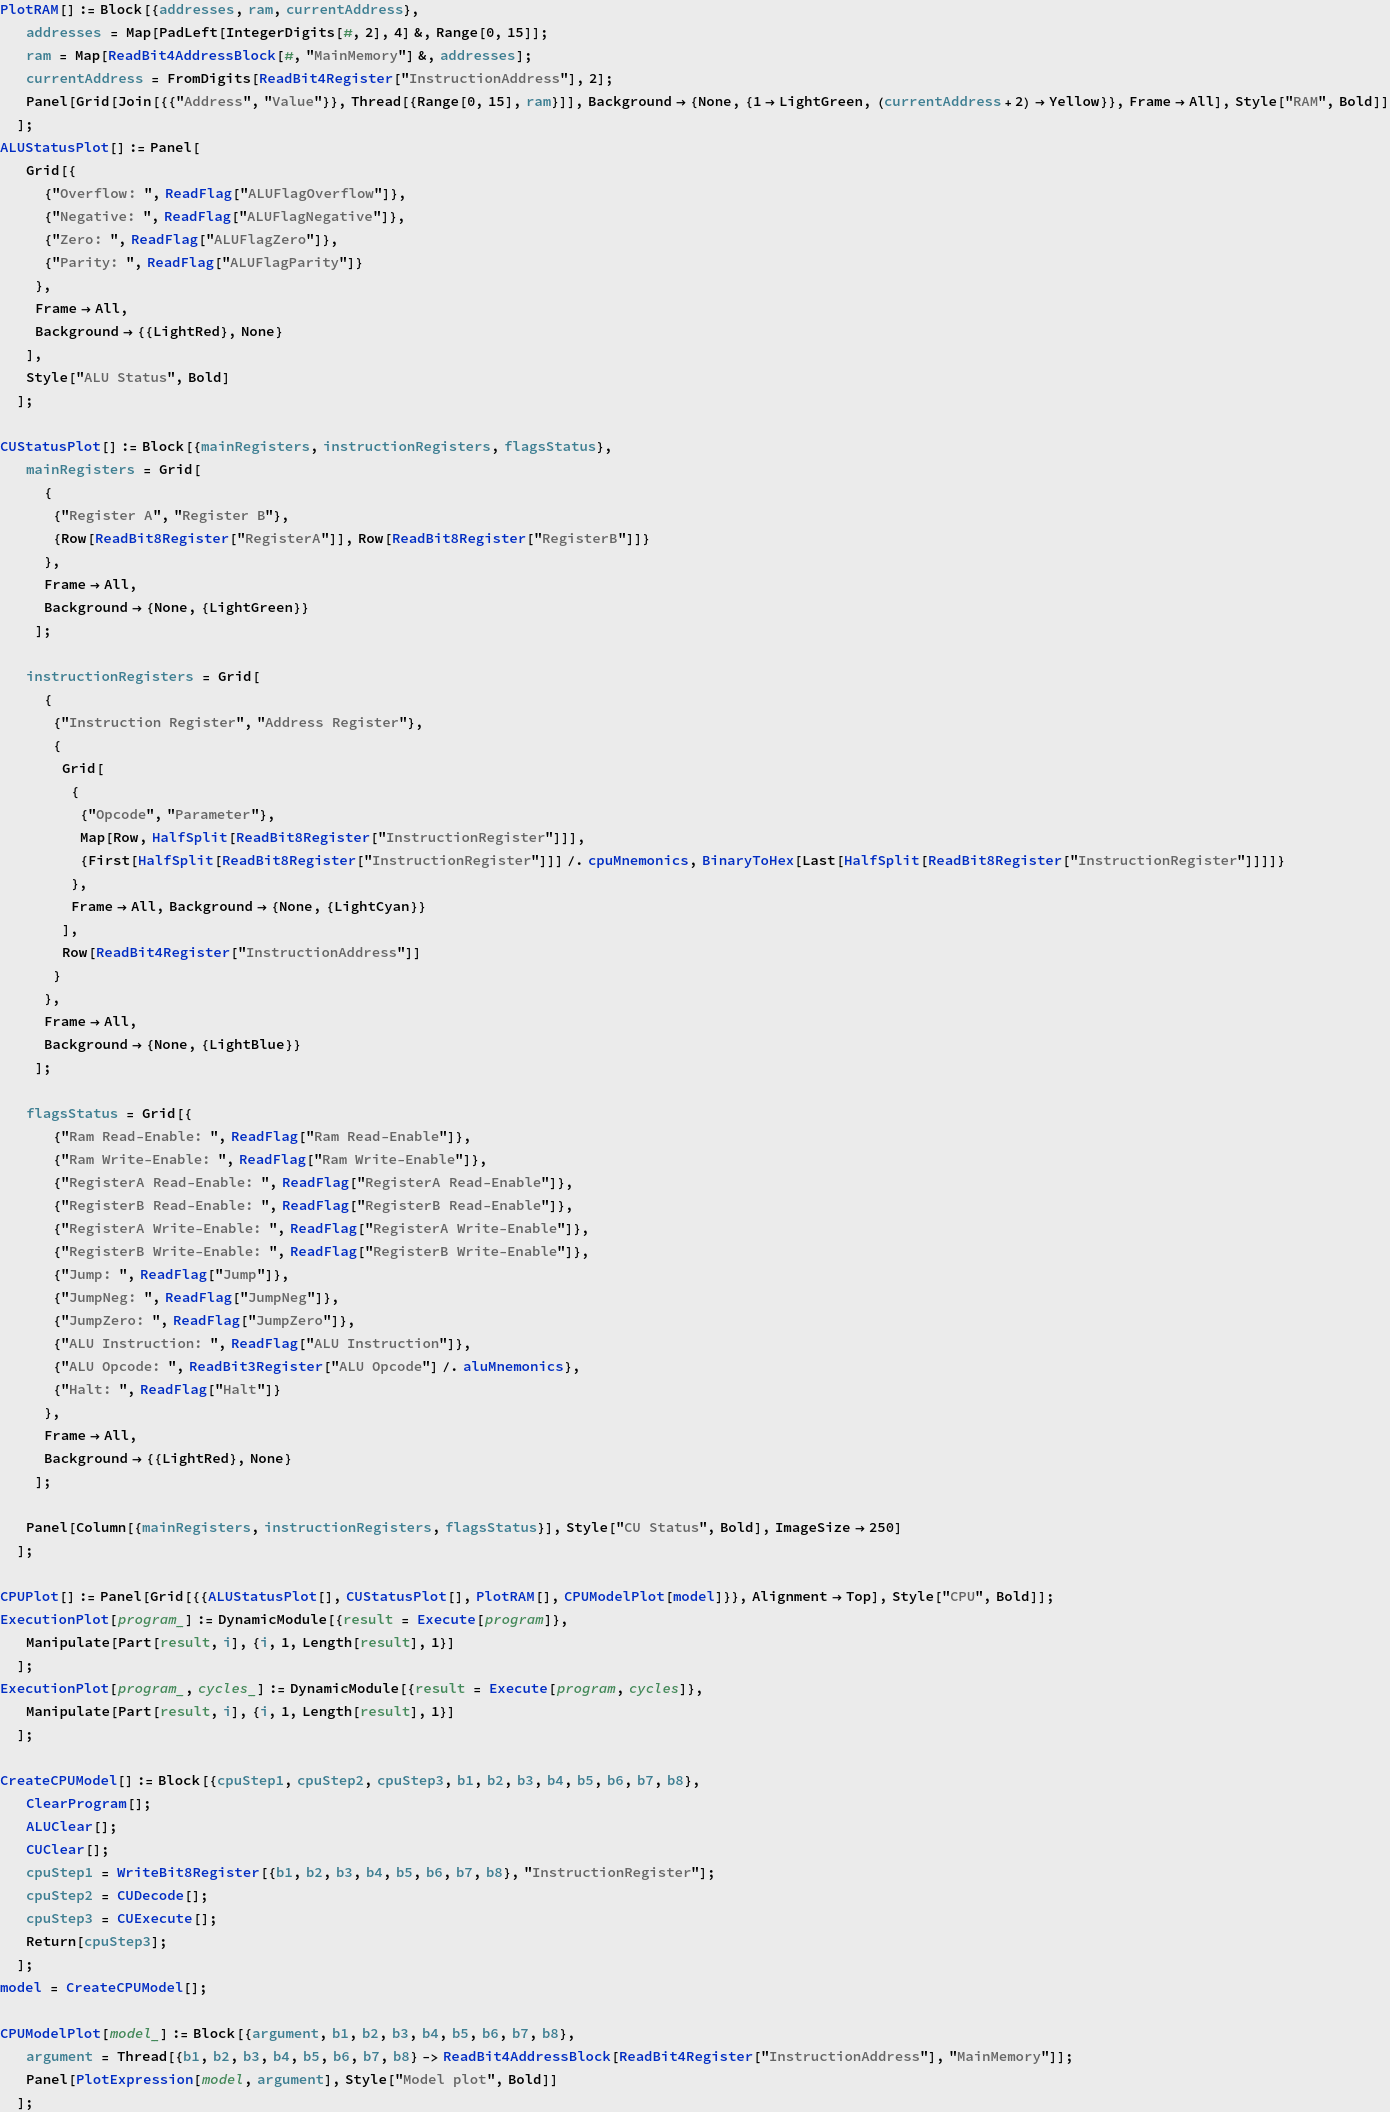 PlotRAM[] := Block[{addresses, ram, currentAddress},
addresses = Map[PadLeft[IntegerDigits[#, 2], 4] &, Range[0, 15]];
ram = Map[ReadBit4AddressBlock[#, "MainMemory"] &, addresses];
currentAddress = FromDigits[ReadBit4Register["InstructionAddress"], 2];
Panel[Grid[Join[{{"Address", "Value"}}, Thread[{Range[0, 15], ram}]], Background → {None, {1 → LightGreen, (currentAddress + 2) → Yellow}}, Frame → All], Style["RAM", Bold]]
];
ALUStatusPlot[] := Panel[
Grid[{
{"Overflow: ", ReadFlag["ALUFlagOverflow"]},
{"Negative: ", ReadFlag["ALUFlagNegative"]},
{"Zero: ", ReadFlag["ALUFlagZero"]},
{"Parity: ", ReadFlag["ALUFlagParity"]}
},
Frame → All,
Background → {{LightRed}, None}
],
Style["ALU Status", Bold]
];
CUStatusPlot[] := Block[{mainRegisters, instructionRegisters, flagsStatus},
mainRegisters = Grid[
{
{"Register A", "Register B"},
{Row[ReadBit8Register["RegisterA"]], Row[ReadBit8Register["RegisterB"]]}
},
Frame → All,
Background → {None, {LightGreen}}
];
instructionRegisters = Grid[
{
{"Instruction Register", "Address Register"},
{
Grid[
{
{"Opcode", "Parameter"},
Map[Row, HalfSplit[ReadBit8Register["InstructionRegister"]]],
{First[HalfSplit[ReadBit8Register["InstructionRegister"]]] /. cpuMnemonics, BinaryToHex[Last[HalfSplit[ReadBit8Register["InstructionRegister"]]]]}
},
Frame → All, Background → {None, {LightCyan}}
],
Row[ReadBit4Register["InstructionAddress"]]
}
},
Frame → All,
Background → {None, {LightBlue}}
];
flagsStatus = Grid[{
{"Ram Read-Enable: ", ReadFlag["Ram Read-Enable"]},
{"Ram Write-Enable: ", ReadFlag["Ram Write-Enable"]},
{"RegisterA Read-Enable: ", ReadFlag["RegisterA Read-Enable"]},
{"RegisterB Read-Enable: ", ReadFlag["RegisterB Read-Enable"]},
{"RegisterA Write-Enable: ", ReadFlag["RegisterA Write-Enable"]},
{"RegisterB Write-Enable: ", ReadFlag["RegisterB Write-Enable"]},
{"Jump: ", ReadFlag["Jump"]},
{"JumpNeg: ", ReadFlag["JumpNeg"]},
{"JumpZero: ", ReadFlag["JumpZero"]},
{"ALU Instruction: ", ReadFlag["ALU Instruction"]},
{"ALU Opcode: ", ReadBit3Register["ALU Opcode"] /. aluMnemonics},
{"Halt: ", ReadFlag["Halt"]}
},
Frame → All,
Background → {{LightRed}, None}
];
Panel[Column[{mainRegisters, instructionRegisters, flagsStatus}], Style["CU Status", Bold], ImageSize → 250]
];
CPUPlot[] := Panel[Grid[{{ALUStatusPlot[], CUStatusPlot[], PlotRAM[], CPUModelPlot[model]}}, Alignment → Top], Style["CPU", Bold]];
ExecutionPlot[program_] := DynamicModule[{result = Execute[program]},
Manipulate[Part[result, i], {i, 1, Length[result], 1}]
];
ExecutionPlot[program_, cycles_] := DynamicModule[{result = Execute[program, cycles]},
Manipulate[Part[result, i], {i, 1, Length[result], 1}]
];
CreateCPUModel[] := Block[{cpuStep1, cpuStep2, cpuStep3, b1, b2, b3, b4, b5, b6, b7, b8},
ClearProgram[];
ALUClear[];
CUClear[];
cpuStep1 = WriteBit8Register[{b1, b2, b3, b4, b5, b6, b7, b8}, "InstructionRegister"];
cpuStep2 = CUDecode[];
cpuStep3 = CUExecute[];
Return[cpuStep3];
];
model = CreateCPUModel[];
CPUModelPlot[model_] := Block[{argument, b1, b2, b3, b4, b5, b6, b7, b8},
argument = Thread[{b1, b2, b3, b4, b5, b6, b7, b8} -> ReadBit4AddressBlock[ReadBit4Register["InstructionAddress"], "MainMemory"]];
Panel[PlotExpression[model, argument], Style["Model plot", Bold]]
];